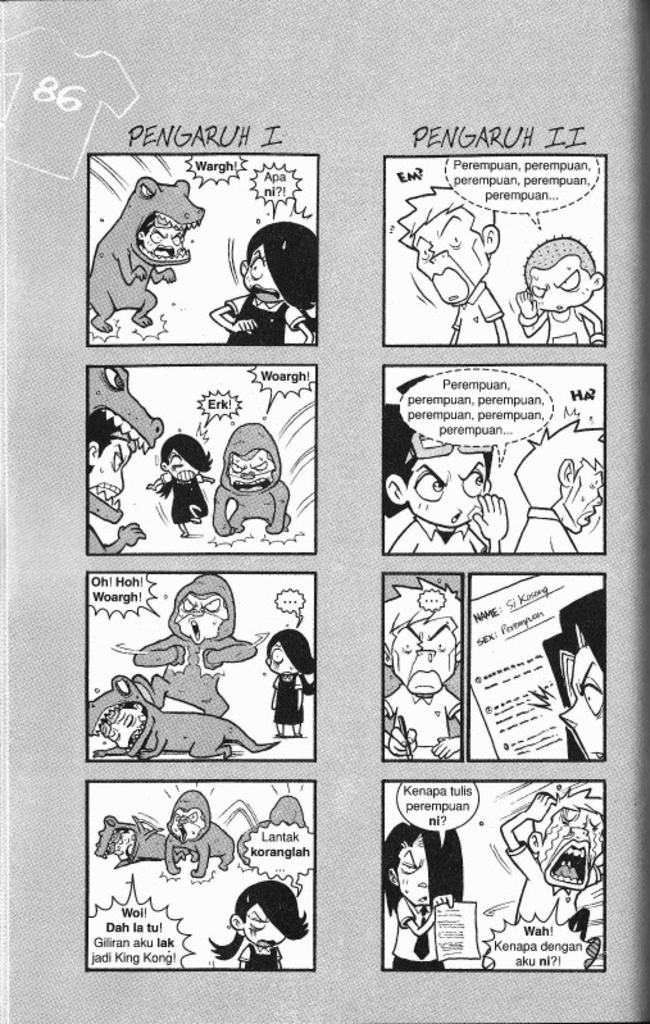 86
PENGARUH I
Wargh!
Apa
ni?!
Erk!
Woargh!
Oh! Hoh!
Woargh!
...
Lantak
koranglah
Woi!
Dah la tu!
Giliran aku lak
jadi King Kong!
PENGARUH II
EM?
Perempuan, perempuan,
perempuan, perempuan,
perempuan...
Perempuan,
perempuan, perempuan,
perempuan, perempuan,
perempuan...
HA?
...
NAME: Si Kosong
SEX: Perempuan
Kenapa tulis
perempuan
ni?
Wah!
Kenapa dengan
aku ni?!